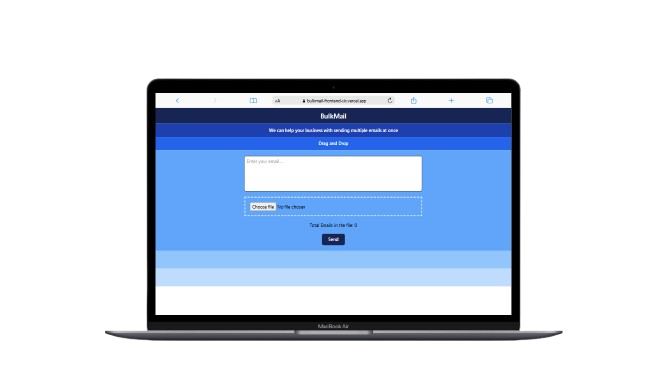 AA bulkmail-frontend-ck.vercel.app
BulkMail
We can help your business with sending multiple emails at once
Drag and Drop
Enter your email...
Choose file No file chosen
Total Emails in the file: 0
Send
MacBook Air